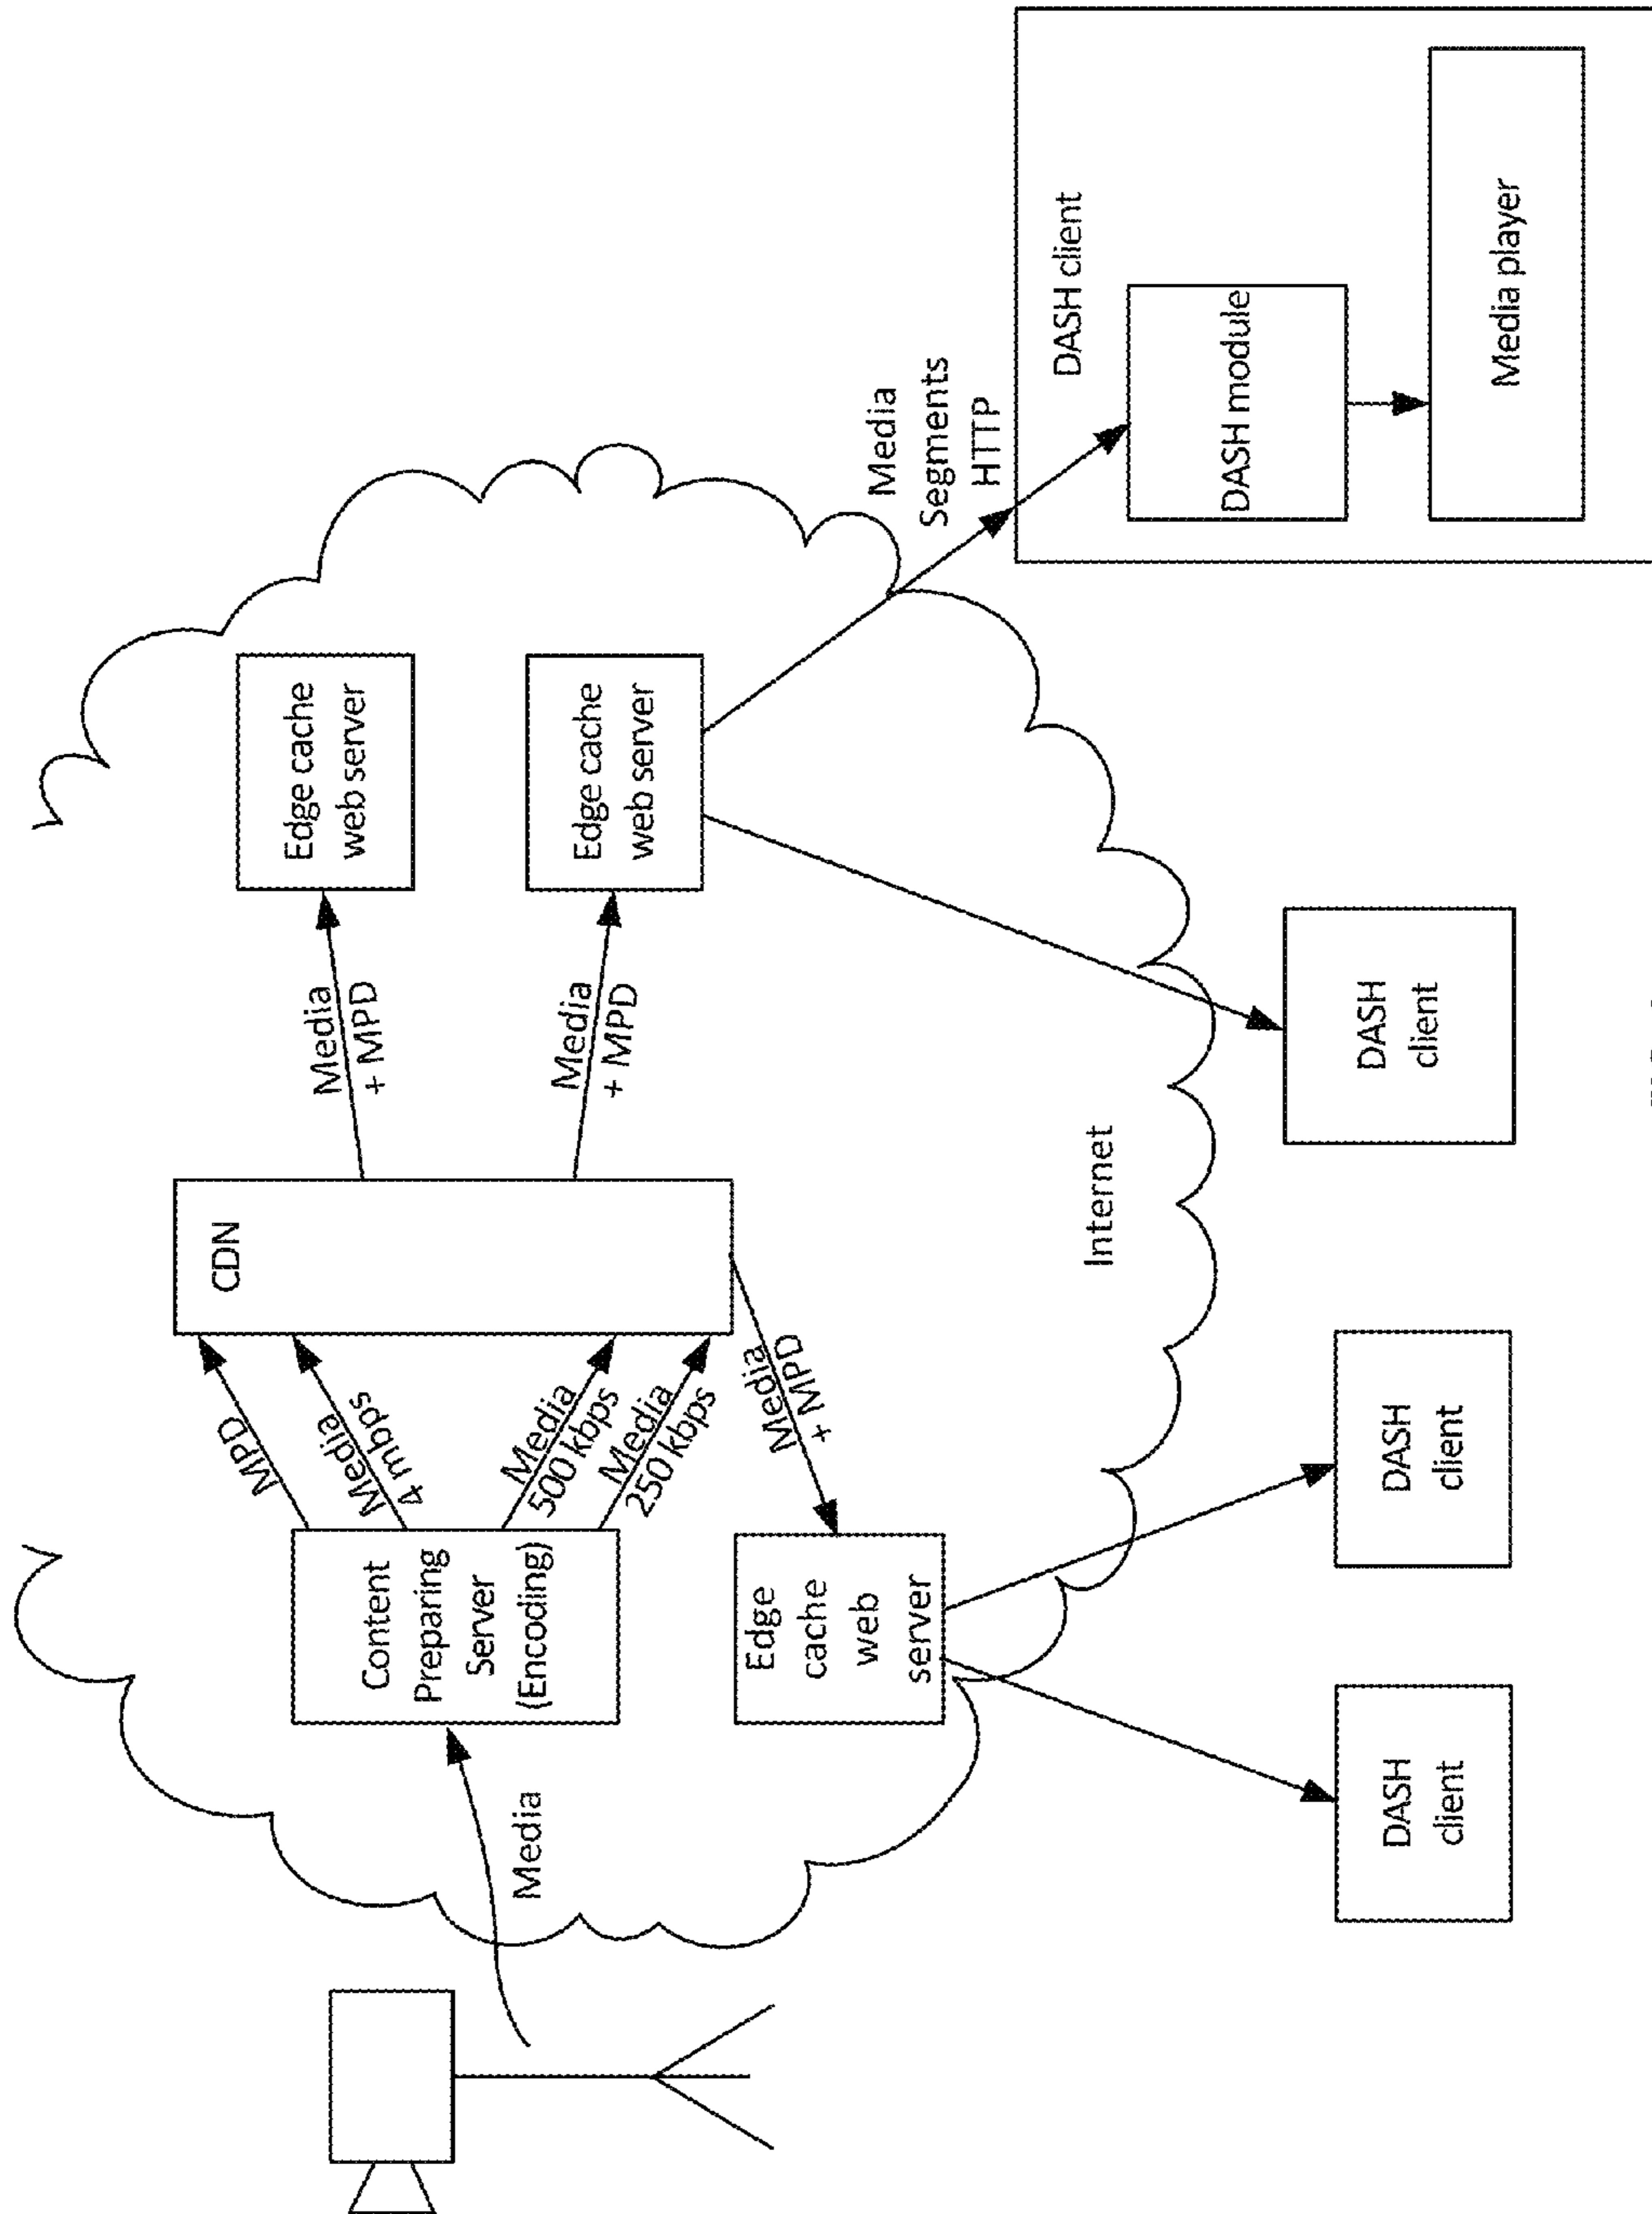 Media
Content
Preparing
Server
(Encoding)
MPD
Media
4 mbps
Media
500 kbps
Media
250 kbps
CDN
Media
+ MPD
Media
+ MPD
Media
+ MPD
Edge cache
web server
Edge cache
web server
Edge
cache
web
server
Internet
Media
Segments
HTTP
DASH client
DASH module
Media player
DASH
client
DASH
client
DASH
client